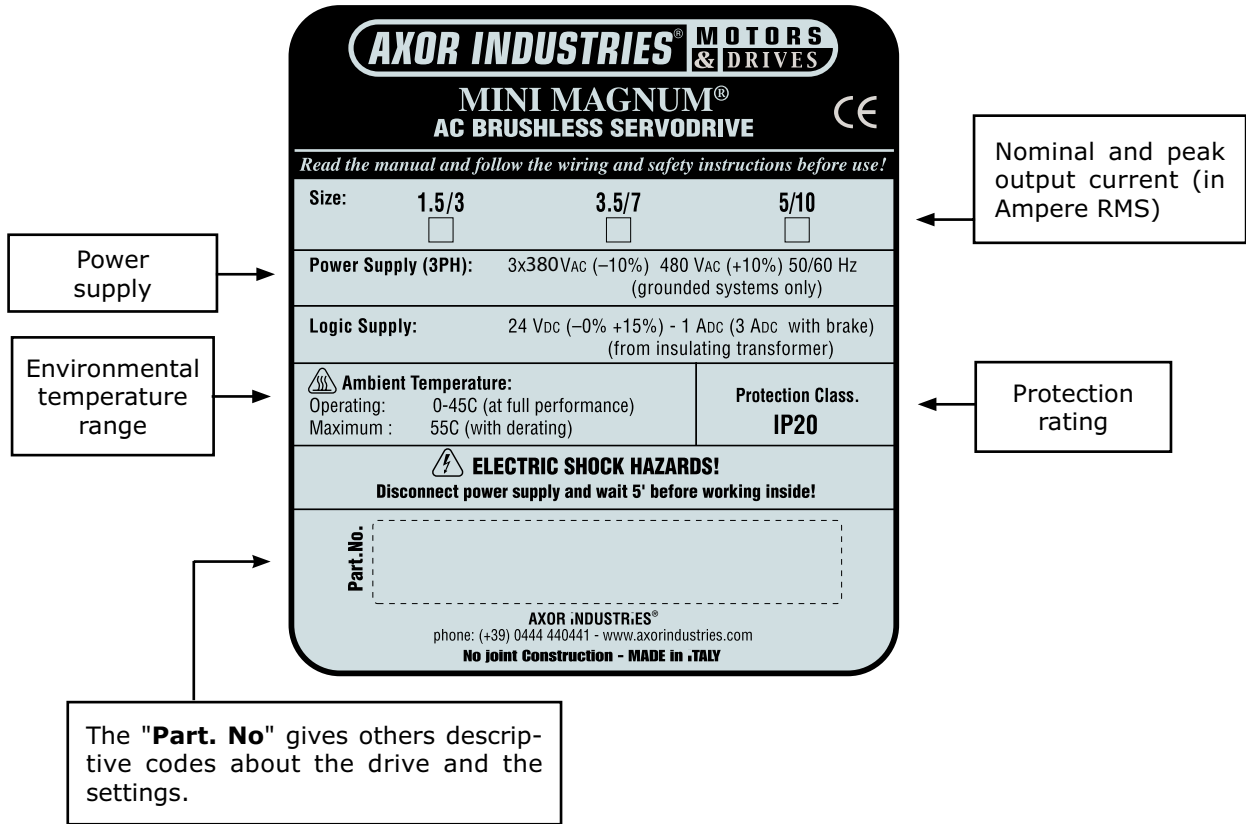 AXOR INDUSTRIES® MOTORS & DRIVES
MINI MAGNUM®
AC BRUSHLESS SERVODRIVE
CE
Read the manual and follow the wiring and safety instructions before use!
Size: 1.5/3 3.5/7 5/10
Power Supply (3PH): 3x380VAC (–10%) 480 VAC (+10%) 50/60 Hz
(grounded systems only)
Logic Supply: 24 VDC (–0% +15%) - 1 ADC (3 ADC with brake)
(from insulating transformer)
Ambient Temperature:
Operating: 0-45C (at full performance)
Maximum : 55C (with derating)
Protection Class.
IP20
ELECTRIC SHOCK HAZARDS!
Disconnect power supply and wait 5' before working inside!
Part.No.
AXOR iNDUSTRiES®
phone: (+39) 0444 440441 - www.axorindustries.com
No joint Construction - MADE in iTALY
Nominal and peak
output current (in
Ampere RMS)
Power
supply
Environmental
temperature
range
Protection
rating
The "Part. No" gives others descrip-
tive codes about the drive and the
settings.